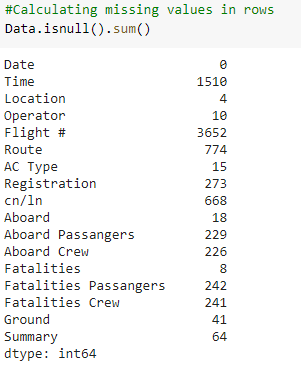 #Calculating missing values in rows
Data.isnull().sum()
Date 0
Time 1510
Location 4
Operator 10
Flight # 3652
Route 774
AC Type 15
Registration 273
cn/ln 668
Aboard 18
Aboard Passangers 229
Aboard Crew 226
Fatalities 8
Fatalities Passangers 242
Fatalities Crew 241
Ground 41
Summary 64
dtype: int64